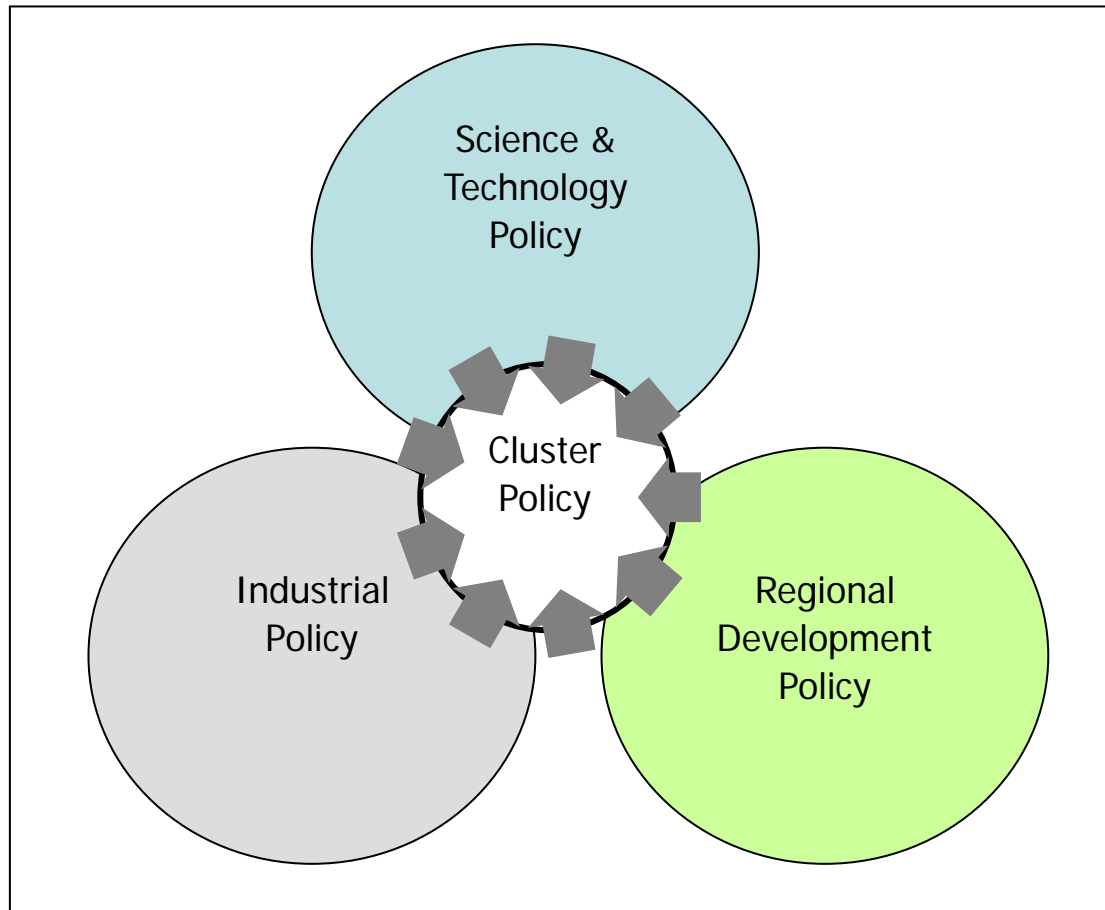 Science &
Technology
Policy
Cluster
Policy
Industrial
Policy
Regional
Development
Policy